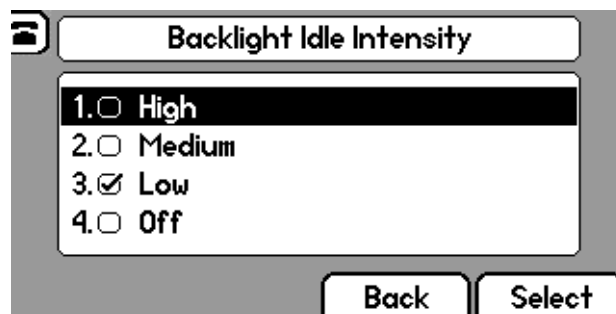 Backlight Idle Intensity
1. High
2. Medium
3. Low
4. Off
Back Select